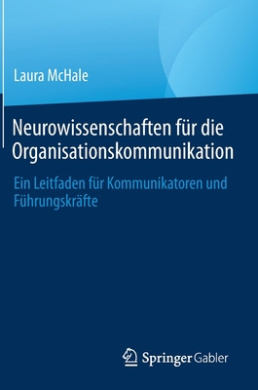 Laura McHale
Neurowissenschaften für die
Organisationskommunikation
Ein Leitfaden für Kommunikatoren und
Führungskräfte
Springer Gabler